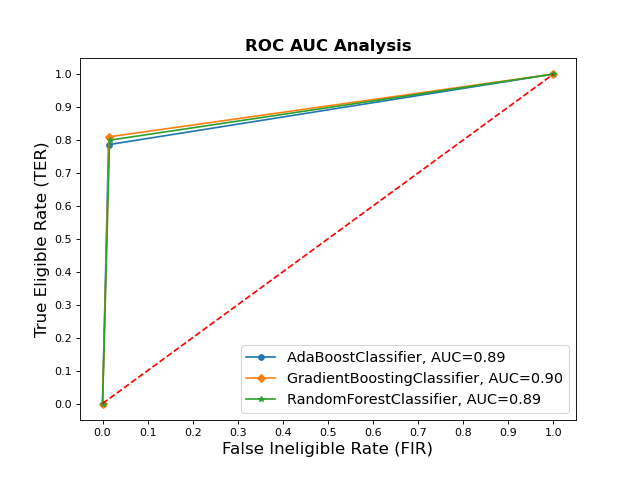 ROC AUC Analysis
True Eligible Rate (TER)
1.0
0.9
0.8
0.7
0.6
0.5
0.4
0.3
0.2
0.1
0.0
AdaBoostClassifier, AUC=0.89
GradientBoostingClassifier, AUC=0.90
RandomForestClassifier, AUC=0.89
0.0 0.1 0.2 0.3 0.4 0.5 0.6 0.7 0.8 0.9 1.0
False Ineligible Rate (FIR)